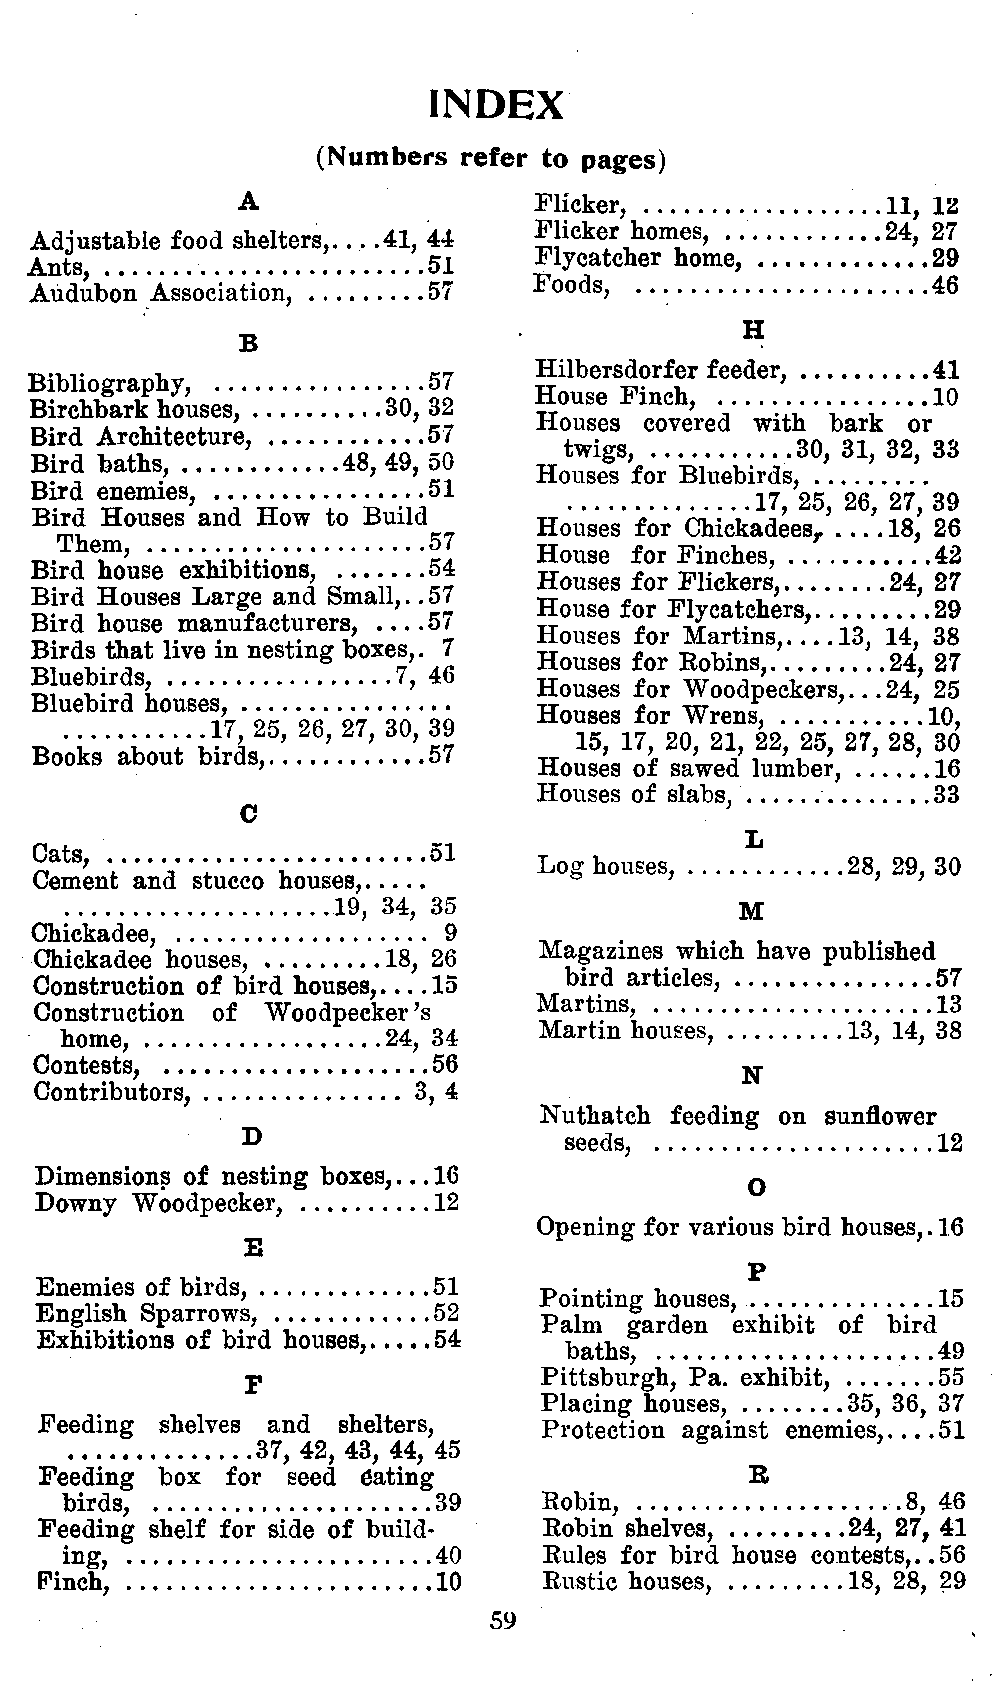 INDEX
(Numbers refer to pages)
A
Adjustable food shelters,....41, 44
Ants, ........................51
Audubon Association, .........57
B
Bibliography, ................57
Birchbark houses, ..........30, 32
Bird Architecture, ............57
Bird baths, ............48, 49, 50
Bird enemies, ................51
Bird Houses and How to Build
Them, .....................57
Bird house exhibitions, .......54
Bird Houses Large and Small,..57
Bird house manufacturers, ....57
Birds that live in nesting boxes,. 7
Bluebirds, .................7, 46
Bluebird houses, ................
...........17, 25, 26, 27, 30, 39
Books about birds,............57
C
Cats, ........................51
Cement and stucco houses,.....
....................19, 34, 35
Chickadee, ................... 9
Chickadee houses, .........18, 26
Construction of bird houses,....15
Construction of Woodpecker's
home, ..................24, 34
Contests, ....................56
Contributors, ............... 3, 4
D
Dimensions of nesting boxes,...16
Downy Woodpecker, ..........12
E
Enemies of birds, .............51
English Sparrows, ............52
Exhibitions of bird houses,.....54
F
Feeding shelves and shelters,
..............37, 42, 43, 44, 45
Feeding box for seed eating
birds, .....................39
Feeding shelf for side of build-
ing, .......................40
Finch, .......................10
Flicker, ..................11, 12
Flicker homes, ............24, 27
Flycatcher home, .............29
Foods, ......................46
H
Hilbersdorfer feeder, ..........41
House Finch, ................10
Houses covered with bark or
twigs, ...........30, 31, 32, 33
Houses for Bluebirds, .........
..............17, 25, 26, 27, 39
Houses for Chickadees, ....18, 26
House for Finches, ...........42
Houses for Flickers,........24, 27
House for Flycatchers,.........29
Houses for Martins,....13, 14, 38
Houses for Robins,.........24, 27
Houses for Woodpeckers,...24, 25
Houses for Wrens, ...........10,
15, 17, 20, 21, 22, 25, 27, 28, 30
Houses of sawed lumber, ......16
Houses of slabs, ..............33
L
Log houses, ............28, 29, 30
M
Magazines which have published
bird articles, ...............57
Martins, .....................13
Martin houses, .........13, 14, 38
N
Nuthatch feeding on sunflower
seeds, .....................12
O
Opening for various bird houses,.16
P
Pointing houses, ..............15
Palm garden exhibit of bird
baths, .....................49
Pittsburgh, Pa. exhibit, .......55
Placing houses, ........35, 36, 37
Protection against enemies,....51
R
Robin, ....................8, 46
Robin shelves, .........24, 27, 41
Rules for bird house contests,..56
Rustic houses, .........18, 28, 29
59